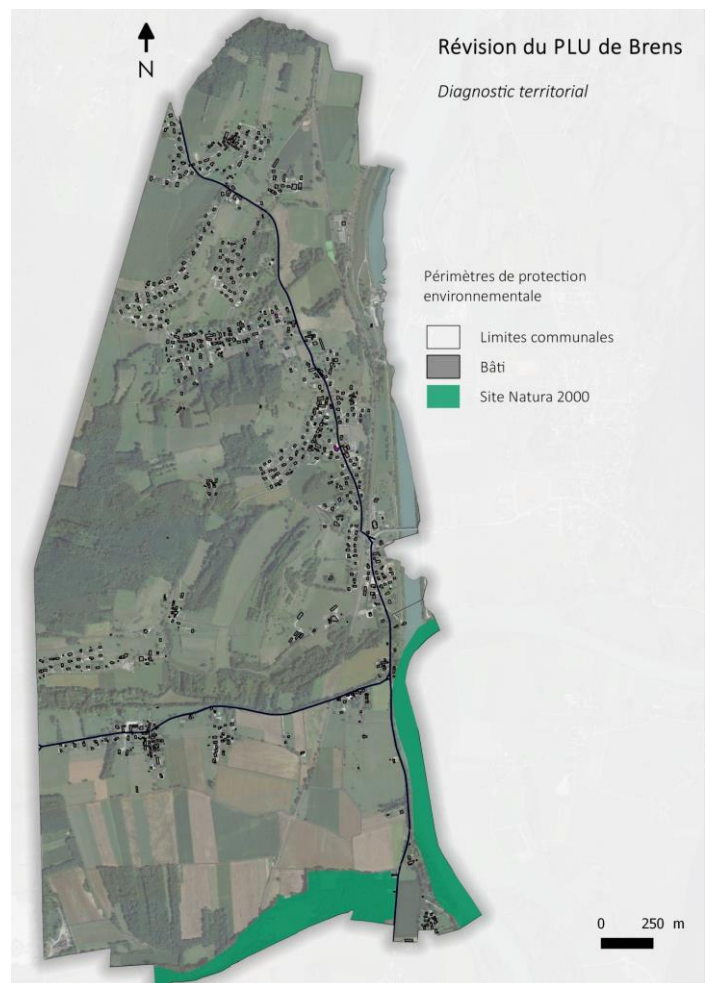 Révision du PLU de Brens
N
Diagnostic territorial
Périmètres de protection
environnementale
Limites communales
Bâti
Site Natura 2000
0 250 m